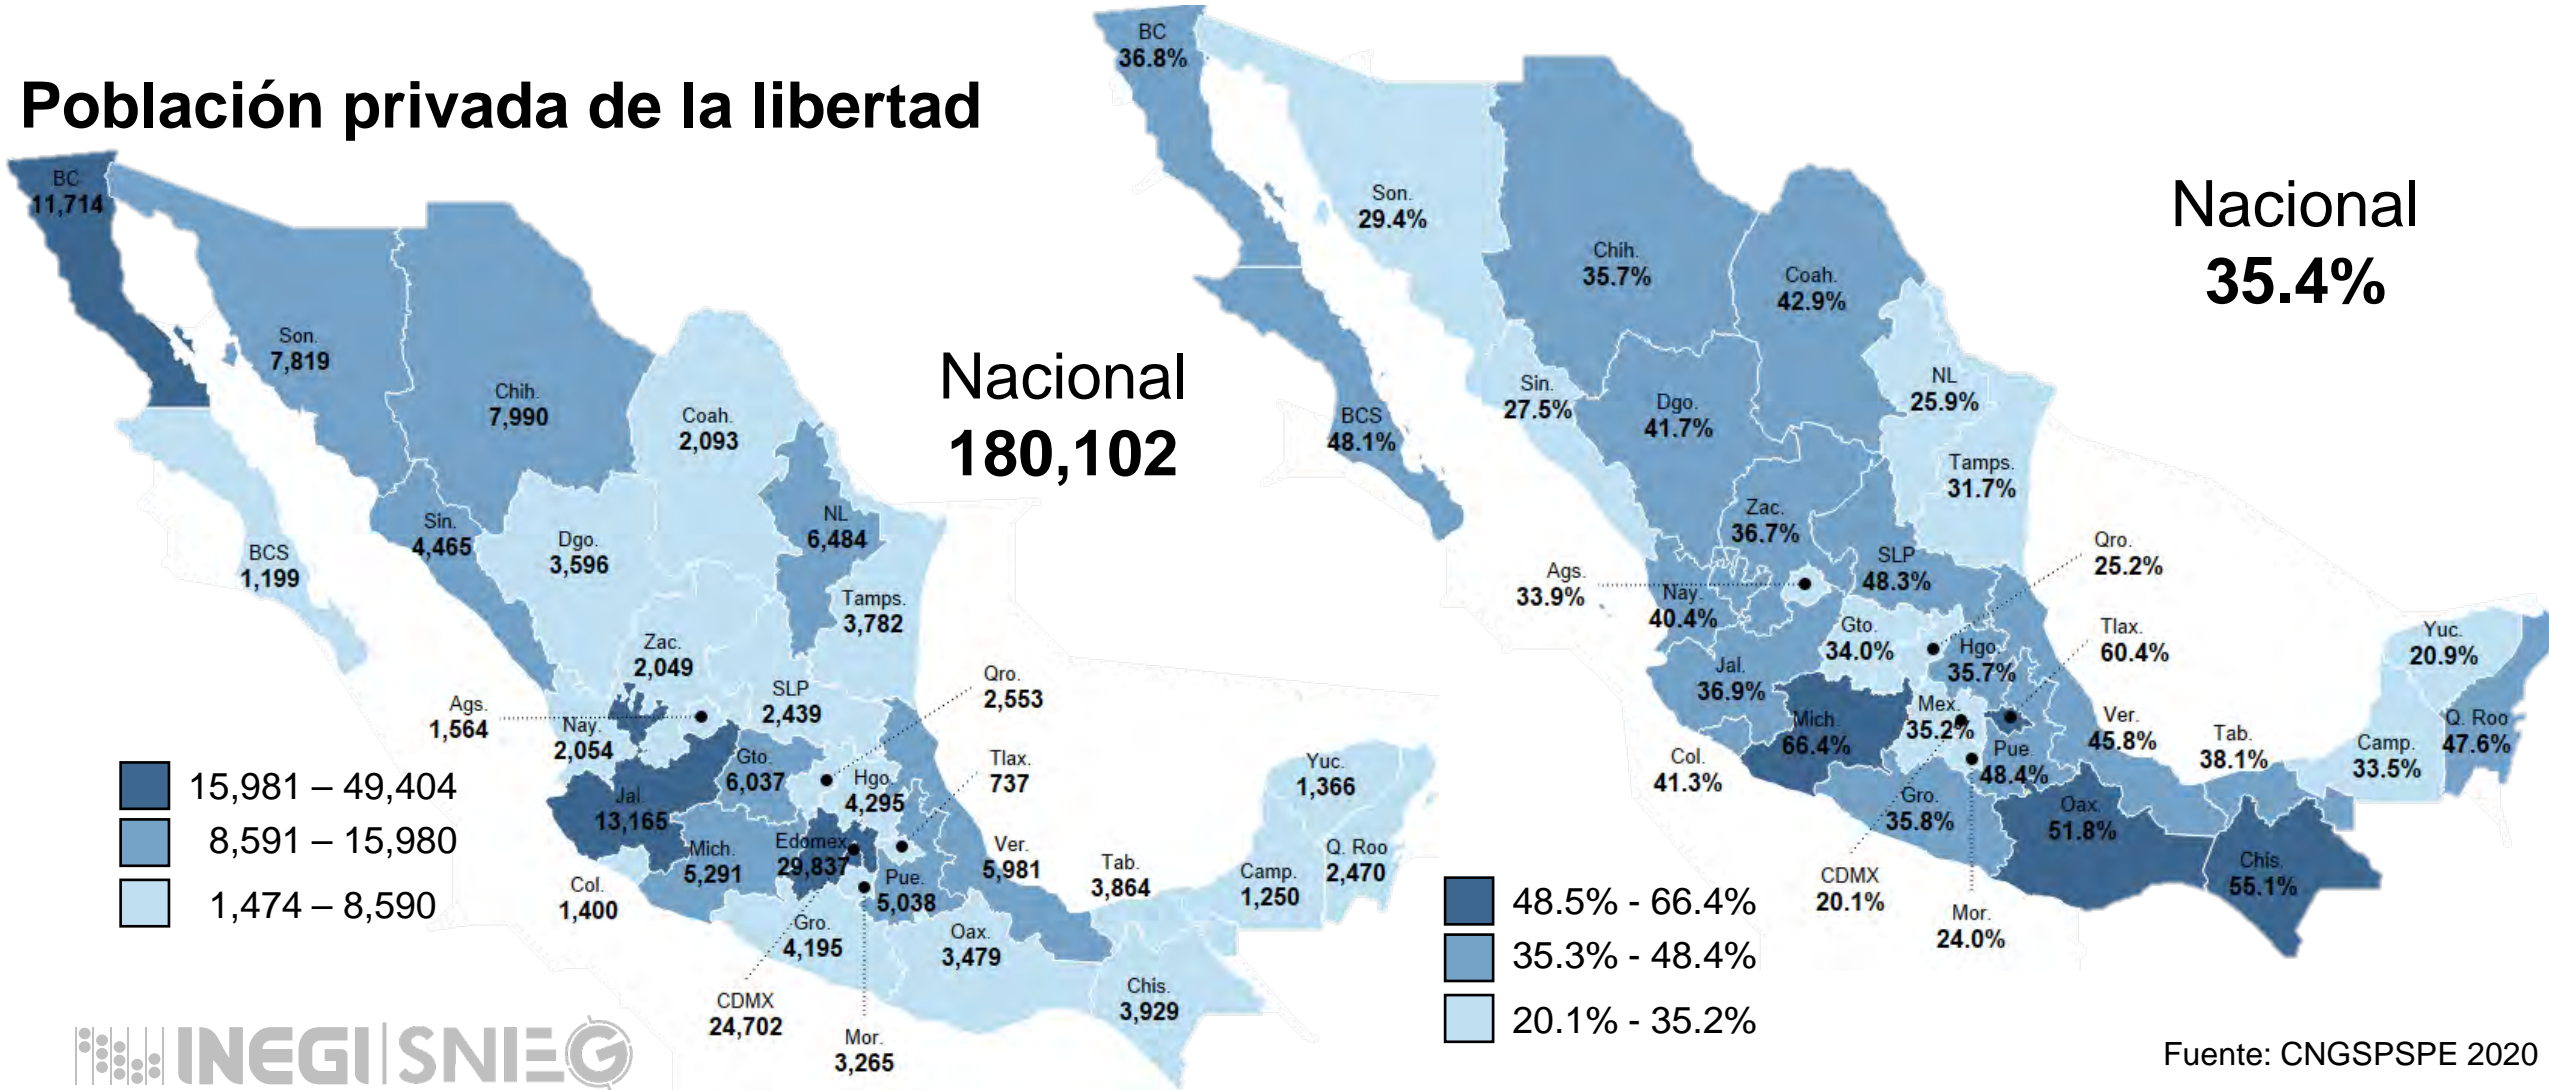 Población privada de la libertad
BC
11,714
Son.
7,819
Chih.
7,990
Coah.
2,093
NL
6,484
Sin.
4,465
Dgo.
3,596
BCS
1,199
Tamps.
3,782
Zac.
2,049
SLP
2,439
Ags.
1,564
Nay.
2,054
Qro.
2,553
Tlax.
737
Gto.
6,037
Hgo.
4,295
Jal.
13,165
Mich.
5,291
Edomex
29,837
Pue.
5,038
Ver.
5,981
Tab.
3,864
Yuc.
1,366
Q. Roo
2,470
Camp.
1,250
Col.
1,400
Gro.
4,195
Oax.
3,479
Chis.
3,929
CDMX
24,702
Mor.
3,265
Nacional
180,102
15,981 – 49,404
8,591 – 15,980
1,474 – 8,590
INEGI SNIEG
BC
36.8%
Son.
29.4%
Chih.
35.7%
Coah.
42.9%
NL
25.9%
Sin.
27.5%
Dgo.
41.7%
BCS
48.1%
Tamps.
31.7%
Zac.
36.7%
SLP
48.3%
Ags.
33.9%
Nay.
40.4%
Qro.
25.2%
Tlax.
60.4%
Gto.
34.0%
Hgo.
35.7%
Jal.
36.9%
Mich.
66.4%
Mex.
35.2%
Pue.
48.4%
Ver.
45.8%
Tab.
38.1%
Yuc.
20.9%
Q. Roo
47.6%
Camp.
33.5%
Col.
41.3%
Gro.
35.8%
Oax.
51.8%
Chis.
55.1%
CDMX
20.1%
Mor.
24.0%
Nacional
35.4%
48.5% - 66.4%
35.3% - 48.4%
20.1% - 35.2%
Fuente: CNGSPSPE 2020